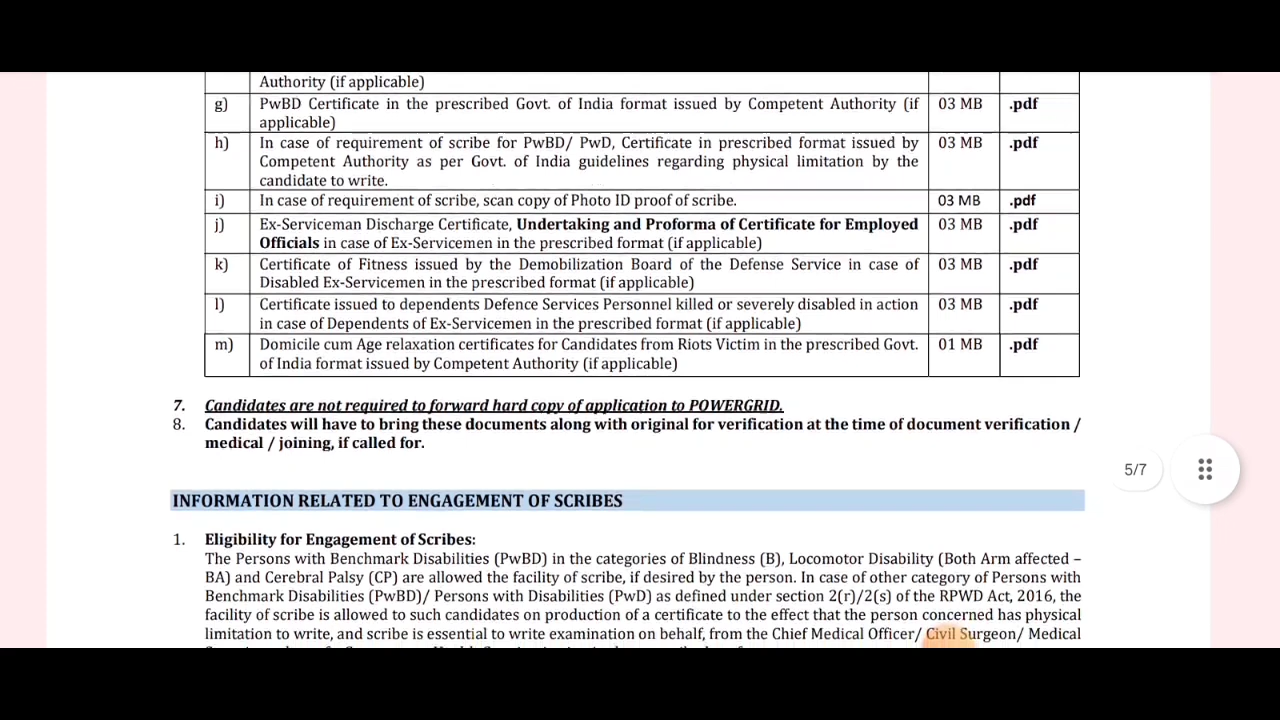 Authority (if applicable)
g) PwBD Certificate in the prescribed Govt. of India format issued by Competent Authority (if 03 MB .pdf
applicable)
h) In case of requirement of scribe for PwBD/ PwD, Certificate in prescribed format issued by 03 MB .pdf
Competent Authority as per Govt. of India guidelines regarding physical limitation by the
candidate to write.
i) In case of requirement of scribe, scan copy of Photo ID proof of scribe. 03 MB .pdf
j) Ex-Serviceman Discharge Certificate, Undertaking and Proforma of Certificate for Employed 03 MB .pdf
Officials in case of Ex-Servicemen in the prescribed format (if applicable)
k) Certificate of Fitness issued by the Demobilization Board of the Defense Service in case of 03 MB .pdf
Disabled Ex-Servicemen in the prescribed format (if applicable)
l) Certificate issued to dependents Defence Services Personnel killed or severely disabled in action 03 MB .pdf
in case of Dependents of Ex-Servicemen in the prescribed format (if applicable)
m) Domicile cum Age relaxation certificates for Candidates from Riots Victim in the prescribed Govt. 01 MB .pdf
of India format issued by Competent Authority (if applicable)
7. Candidates are not required to forward hard copy of application to POWERGRID.
8. Candidates will have to bring these documents along with original for verification at the time of document verification /
medical / joining, if called for.
5/7
INFORMATION RELATED TO ENGAGEMENT OF SCRIBES
1. Eligibility for Engagement of Scribes:
The Persons with Benchmark Disabilities (PwBD) in the categories of Blindness (B), Locomotor Disability (Both Arm affected –
BA) and Cerebral Palsy (CP) are allowed the facility of scribe, if desired by the person. In case of other category of Persons with
Benchmark Disabilities (PwBD)/ Persons with Disabilities (PwD) as defined under section 2(r)/2(s) of the RPWD Act, 2016, the
facility of scribe is allowed to such candidates on production of a certificate to the effect that the person concerned has physical
limitation to write, and scribe is essential to write examination on behalf, from the Chief Medical Officer/ Civil Surgeon/ Medical